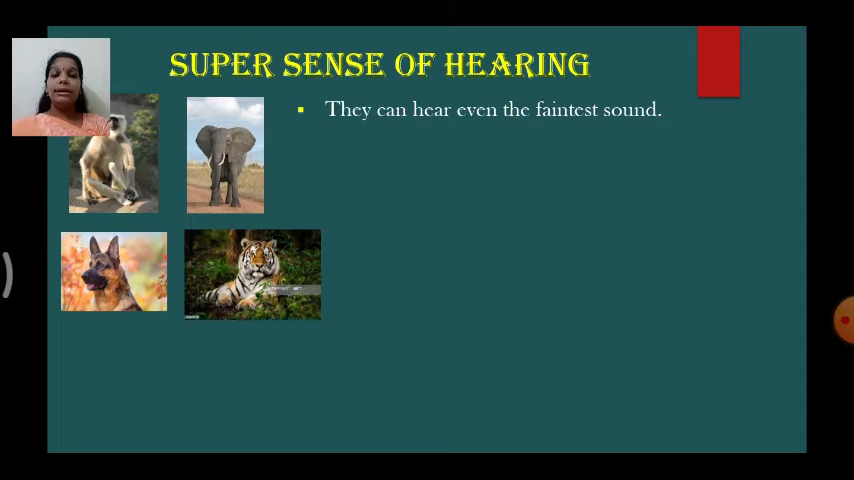 SUPER SENSE OF HEARING
They can hear even the faintest sound.